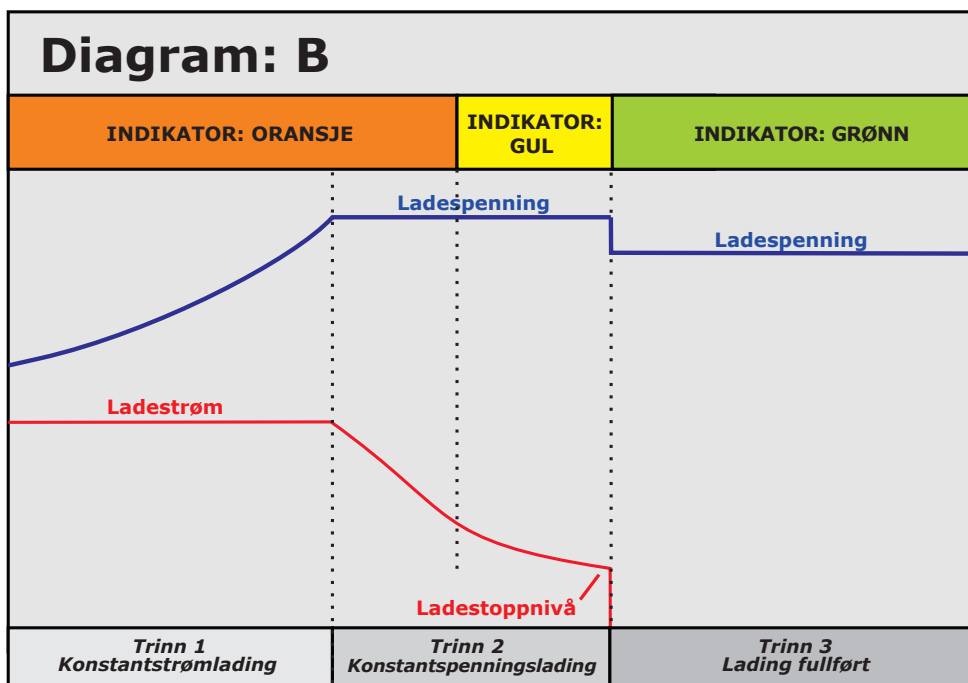 Diagram: B
INDIKATOR: ORANSJE
INDIKATOR:
GUL
INDIKATOR: GRØNN
Ladespenning
Ladespenning
Ladestrøm
Ladestoppnivå
Trinn 1
Konstantstrømlading
Trinn 2
Konstantspenningslading
Trinn 3
Lading fullført